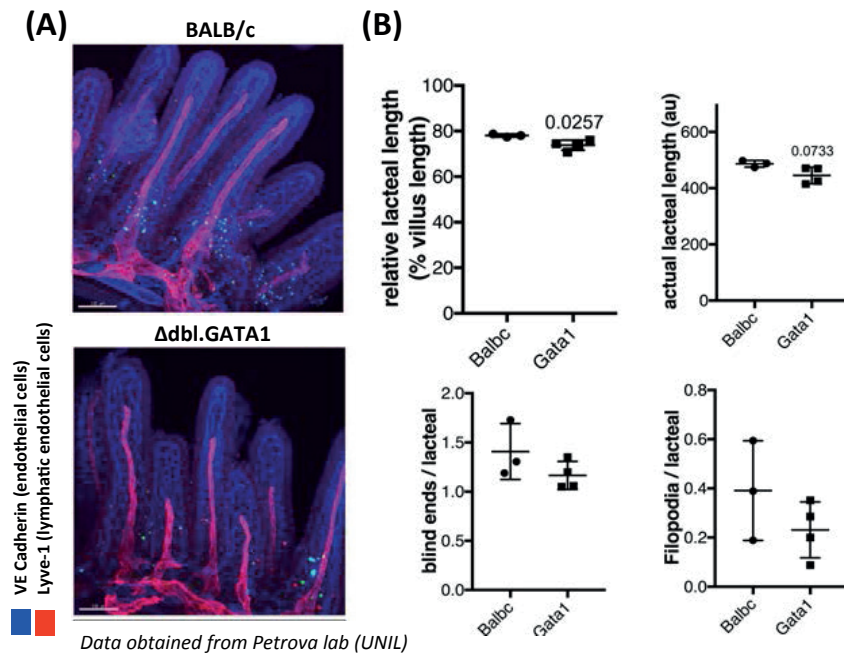 (A)
BALB/c
Δdbl.GATA1
VE Cadherin (endothelial cells)
Lyve-1 (lymphatic endothelial cells)
Data obtained from Petrova lab (UNIL)
(B)
relative lacteal length
(% villus length)
100
80
60
40
20
0
0.0257
Balbc
Gata1
actual lacteal length (au)
600
400
200
0
0.0733
Balbc
Gata1
blind ends / lacteal
2.0
1.5
1.0
0.5
0.0
Balbc
Gata1
Filopodia / lacteal
0.8
0.6
0.4
0.2
0.0
Balbc
Gata1